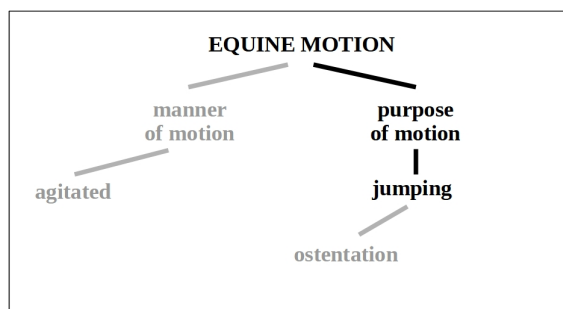 EQUINE MOTION
manner
of motion
purpose
of motion
agitated
jumping
ostentation